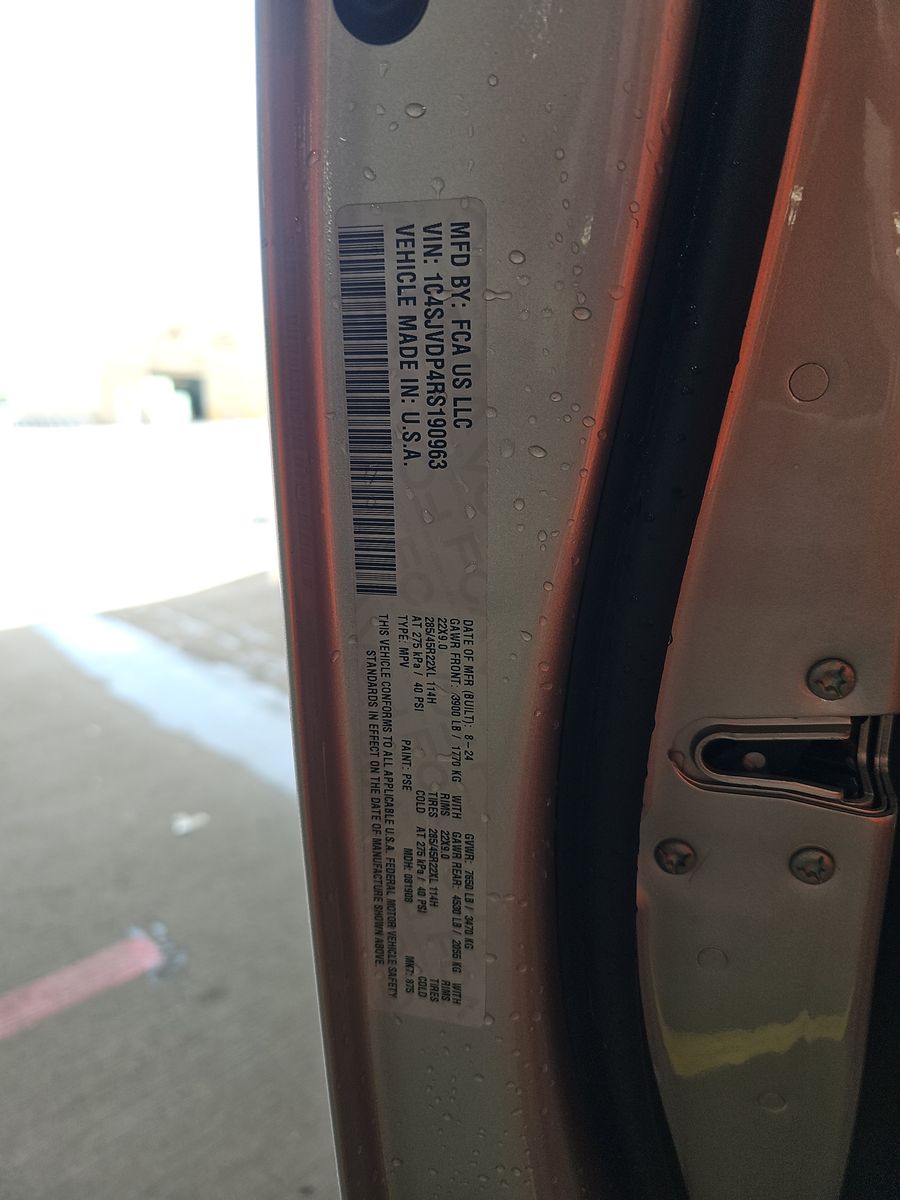 MFD BY: FCA US LLC
VIN: 1C4SJVDP4RS190963
VEHICLE MADE IN: U.S.A.
DATE OF MFR (BUILT): 8-24
GVWR: 7650 LB / 3470 KG
GAWR FRONT: 3900 LB / 1770 KG WITH
GAWR REAR: 4530 LB / 2055 KG WITH
22X9.0 RIMS
22X9.0 RIMS
285/45R22XL 114H TIRES
285/45R22XL 114H TIRES
AT 275 kPa / 40 PSI COLD
AT 275 kPa / 40 PSI COLD
TYPE: MPV PAINT: PSE MDH: 081908 MKT: 875
THIS VEHICLE CONFORMS TO ALL APPLICABLE U.S.A. FEDERAL MOTOR VEHICLE SAFETY
STANDARDS IN EFFECT ON THE DATE OF MANUFACTURE SHOWN ABOVE.